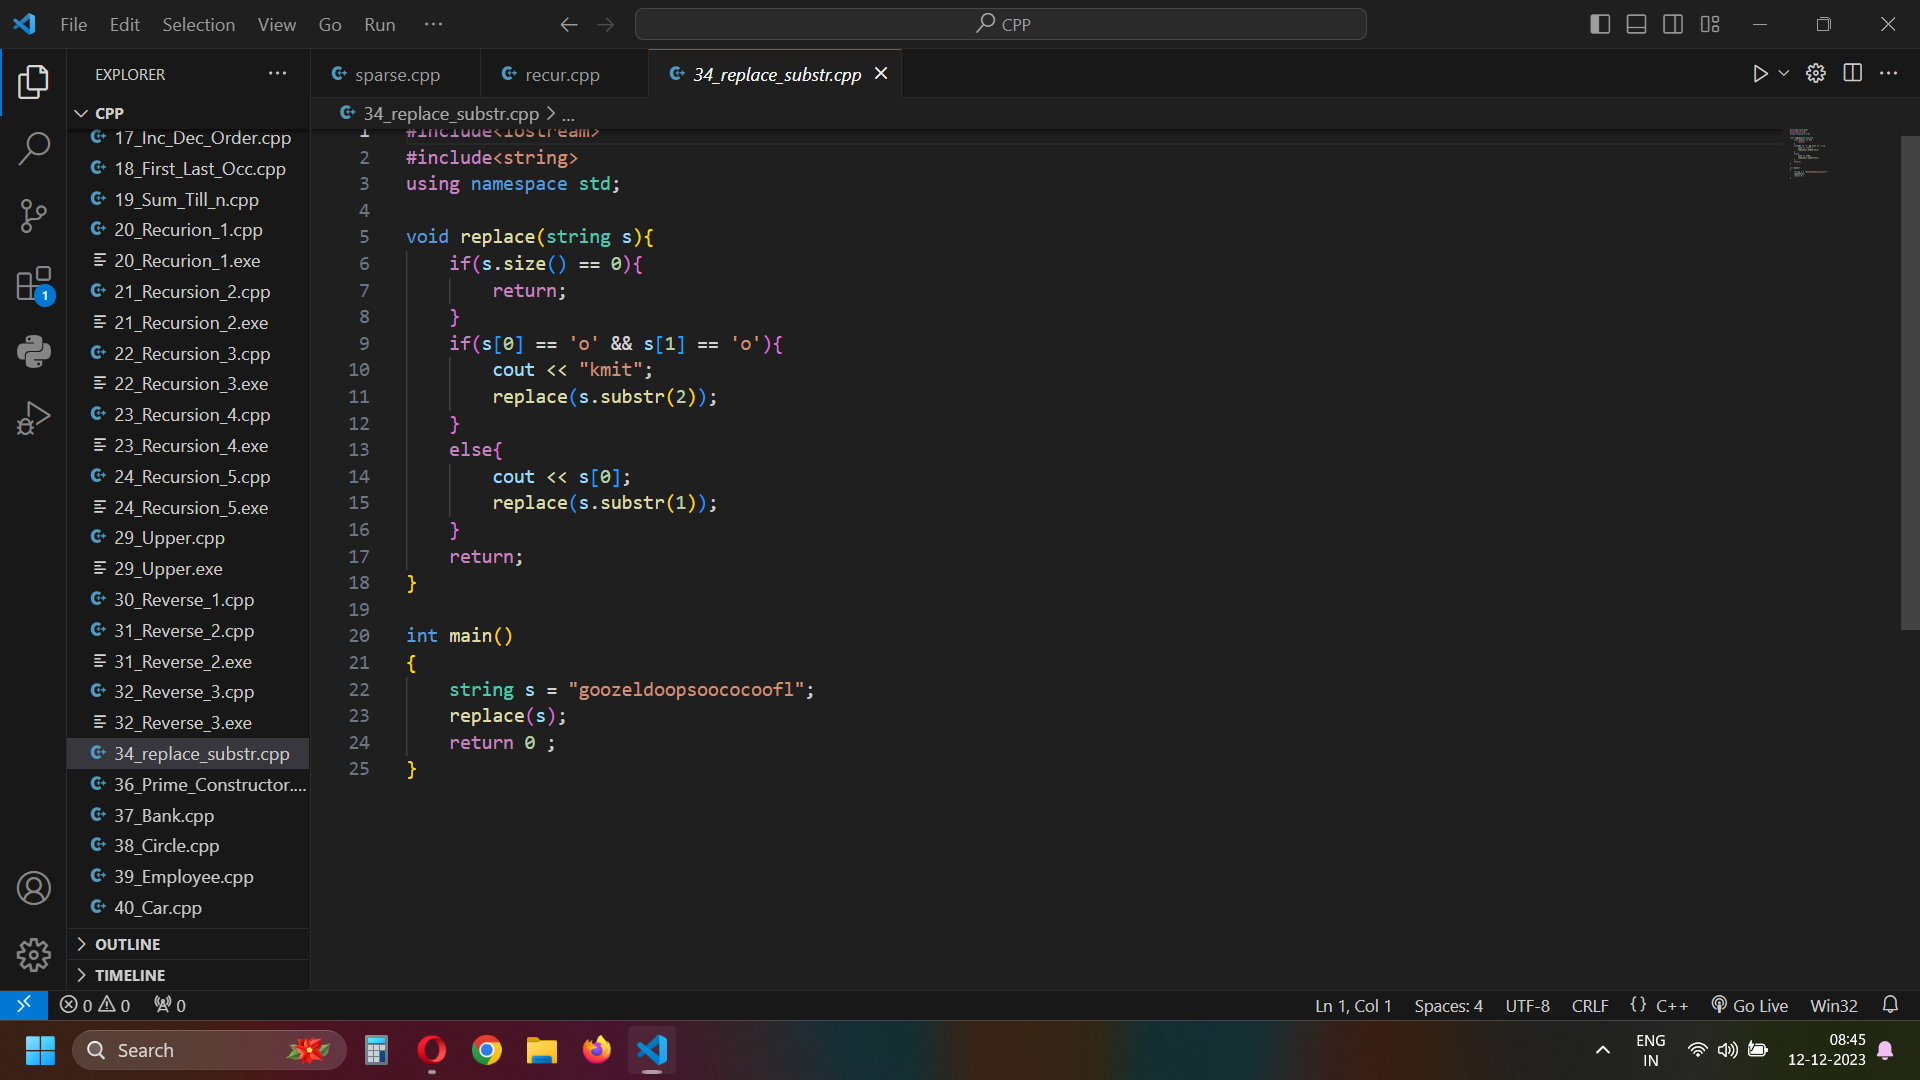 File Edit Selection View Go Run ···
CPP
EXPLORER
sparse.cpp
recur.cpp
34_replace_substr.cpp
CPP
34_replace_substr.cpp > ...
17_Inc_Dec_Order.cpp
18_First_Last_Occ.cpp
19_Sum_Till_n.cpp
20_Recurion_1.cpp
20_Recurion_1.exe
21_Recursion_2.cpp
21_Recursion_2.exe
22_Recursion_3.cpp
22_Recursion_3.exe
23_Recursion_4.cpp
23_Recursion_4.exe
24_Recursion_5.cpp
24_Recursion_5.exe
29_Upper.cpp
29_Upper.exe
30_Reverse_1.cpp
31_Reverse_2.cpp
31_Reverse_2.exe
32_Reverse_3.cpp
32_Reverse_3.exe
34_replace_substr.cpp
36_Prime_Constructor....
37_Bank.cpp
38_Circle.cpp
39_Employee.cpp
40_Car.cpp
OUTLINE
TIMELINE
1 #include<iostream>
2 #include<string>
3 using namespace std;
4
5 void replace(string s){
6 if(s.size() == 0){
7 return;
8 }
9 if(s[0] == 'o' && s[1] == 'o'){
10 cout << "kmit";
11 replace(s.substr(2));
12 }
13 else{
14 cout << s[0];
15 replace(s.substr(1));
16 }
17 return;
18 }
19
20 int main()
21 {
22 string s = "goozeldoopsoococoofl";
23 replace(s);
24 return 0 ;
25 }
1
0 0 0
Ln 1, Col 1 Spaces: 4 UTF-8 CRLF {} C++ Go Live Win32
Search
ENG
IN
08:45
12-12-2023